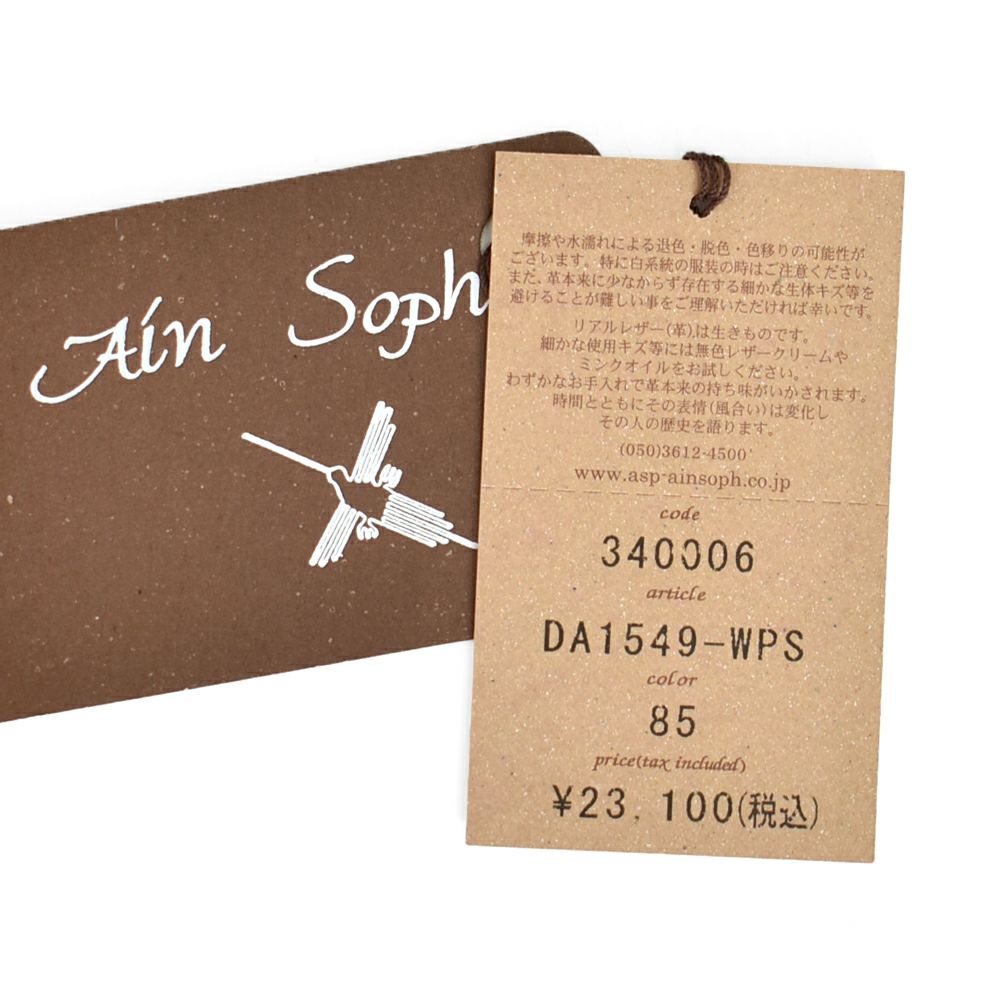 Ain Soph
摩擦や水濡れによる退色・脱色・色移りの可能性が
ございます。特に白系統の服装の時はご注意ください。
まだ、革本来に少なからず存在する細かな生体キズ等を
避けることが難しい事をご理解いただければ幸いです。
リアルレザー(革)は生きものです。
細かな使用キズ等には無色レザークリームや
ミンクオイルをお試しください。
わずかなお手入れで革本来の持ち味がいかされます。
時間とともにその表情(風合い)は変化し
その人の歴史を語ります。
(050)3612-4500
www.asp-ainsoph.co.jp
code
340006
article
DA1549-WPS
color
85
price(tax included)
¥23,100(税込)